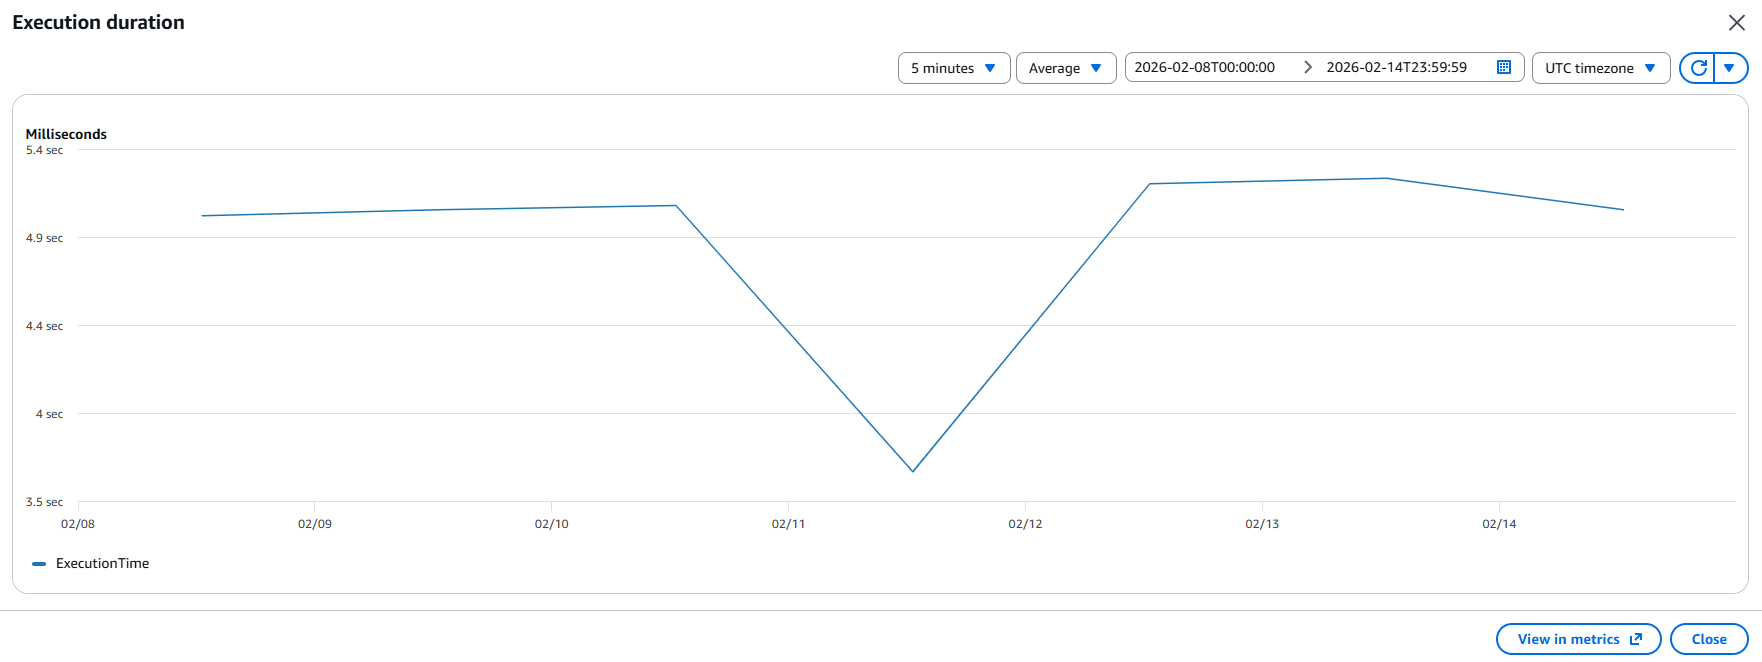 Execution duration
5 minutes Average 2026-02-08T00:00:00 2026-02-14T23:59:59 UTC timezone
Milliseconds
5.4 sec
4.9 sec
4.4 sec
4 sec
3.5 sec
02/08 02/09 02/10 02/11 02/12 02/13 02/14
ExecutionTime
View in metrics Close